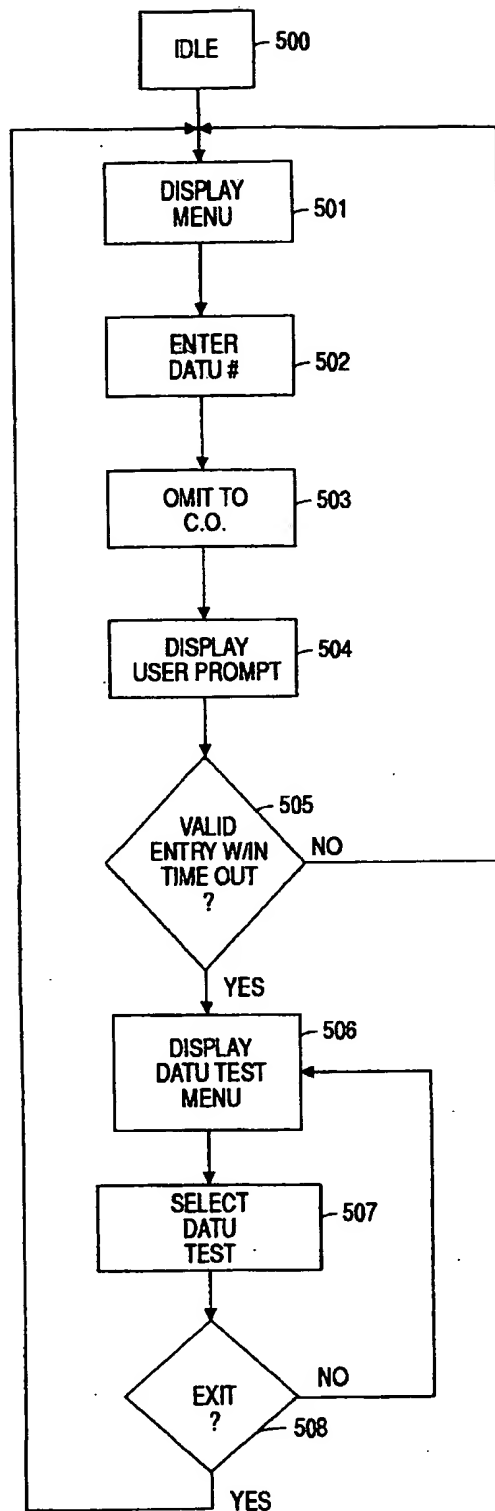 IDLE
500
DISPLAY
MENU
501
ENTER
DATU #
502
OMIT TO
C.O.
503
DISPLAY
USER PROMPT
504
505
VALID
ENTRY W/IN
TIME OUT
?
NO
YES
506
DISPLAY
DATU TEST
MENU
SELECT
DATU
TEST
507
EXIT
?
NO
508
YES